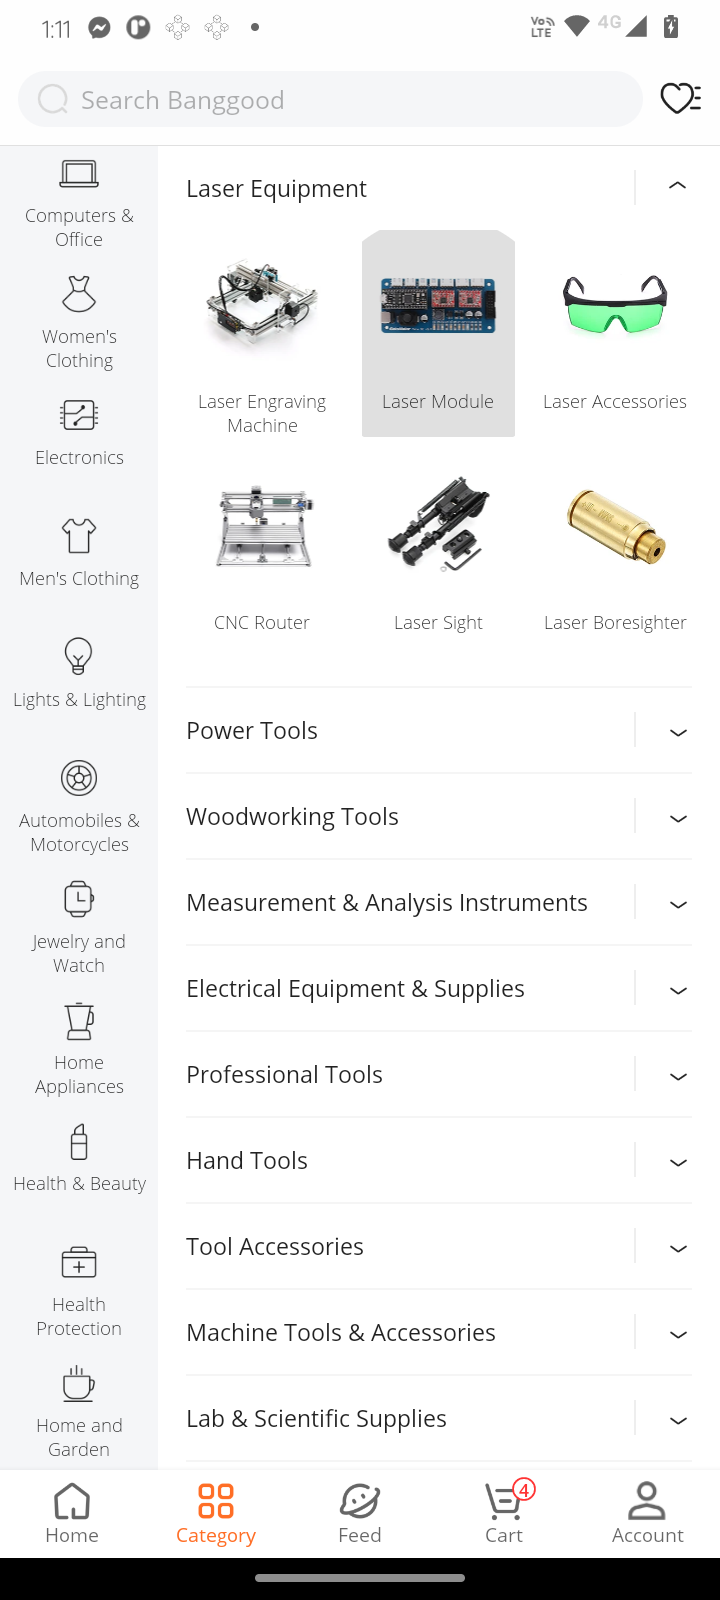 1:11
Vo
LTE
4G
Search Banggood
Computers &
Office
Women's
Clothing
Electronics
Men's Clothing
Lights & Lighting
Automobiles &
Motorcycles
Jewelry and
Watch
Home
Appliances
Health & Beauty
Health
Protection
Home and
Garden
Laser Equipment
Laser Engraving
Machine
Laser Module
Laser Accessories
CNC Router
Laser Sight
Laser Boresighter
Power Tools
Woodworking Tools
Measurement & Analysis Instruments
Electrical Equipment & Supplies
Professional Tools
Hand Tools
Tool Accessories
Machine Tools & Accessories
Lab & Scientific Supplies
Home
Category
Feed
4
Cart
Account